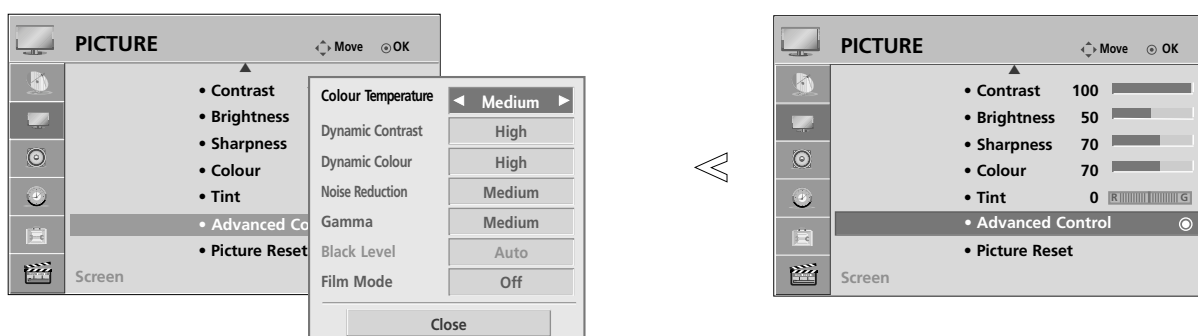 PICTURE Move OK
• Contrast
• Brightness
• Sharpness
• Colour
• Tint
• Advanced Co
• Picture Reset
Screen
Colour Temperature Medium
Dynamic Contrast High
Dynamic Colour High
Noise Reduction Medium
Gamma Medium
Black Level Auto
Film Mode Off
Close
PICTURE Move OK
• Contrast 100
• Brightness 50
• Sharpness 70
• Colour 70
• Tint 0 R G
• Advanced Control
• Picture Reset
Screen